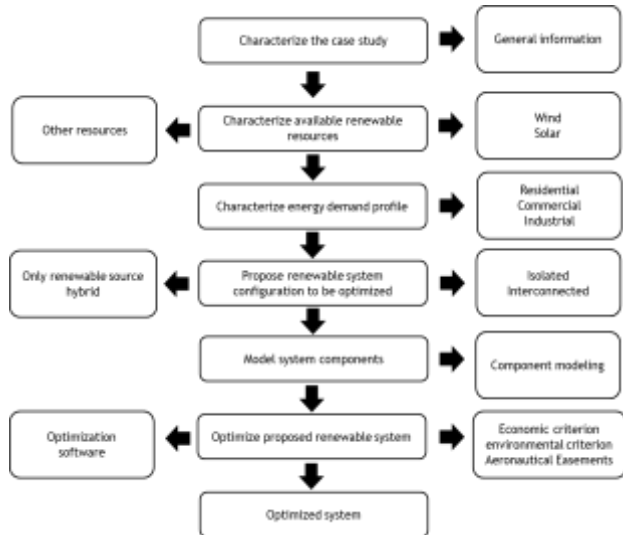 Characterize the case study
General information
Other resources
Characterize available renewable
resources
Wind
Solar
Characterize energy demand profile
Residential
Commercial
Industrial
Only renewable source
hybrid
Propose renewable system
configuration to be optimized
Isolated
Interconnected
Model system components
Component modeling
Optimization
software
Optimize proposed renewable system
Economic criterion
environmental criterion
Aeronautical Easements
Optimized system